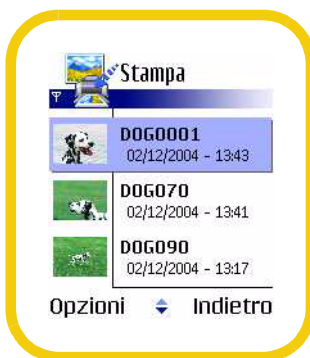 Stampa
DOG0001
02/12/2004 - 13:43
DOG070
02/12/2004 - 13:41
DOG090
02/12/2004 - 13:17
Opzioni Indietro